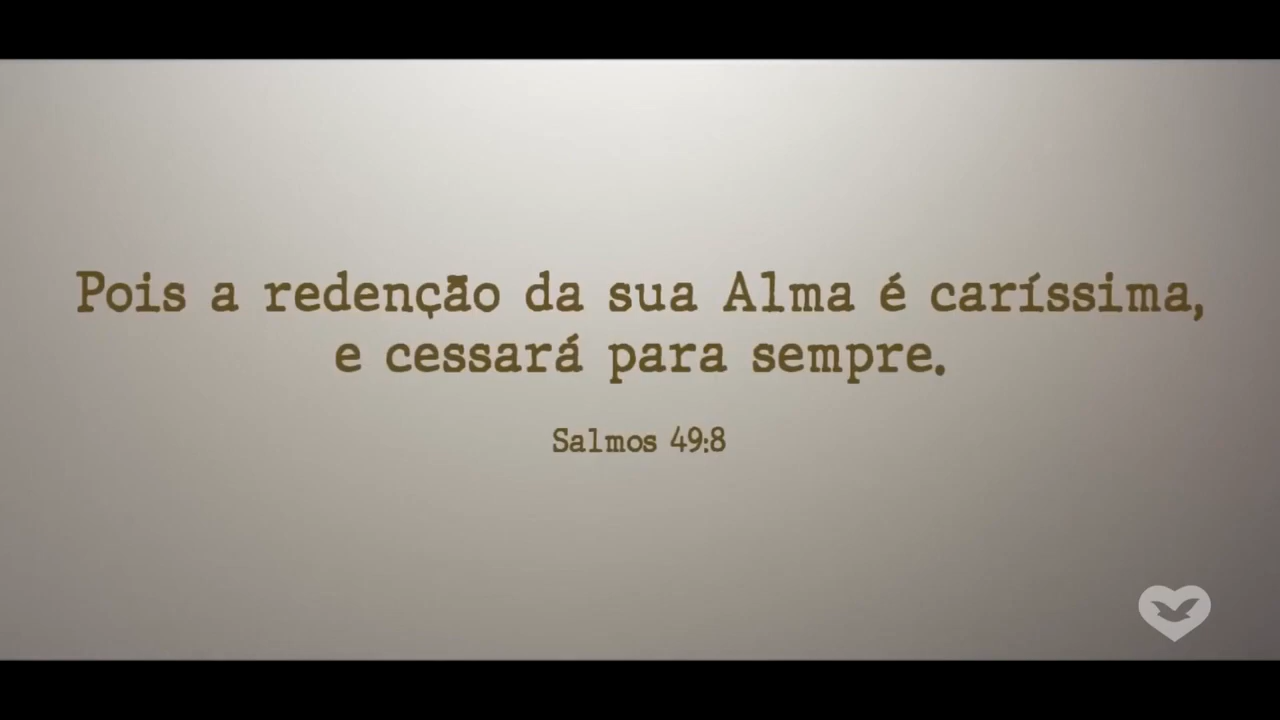 Pois a redenção da sua Alma é caríssima,
e cessará para sempre.
Salmos 49:8